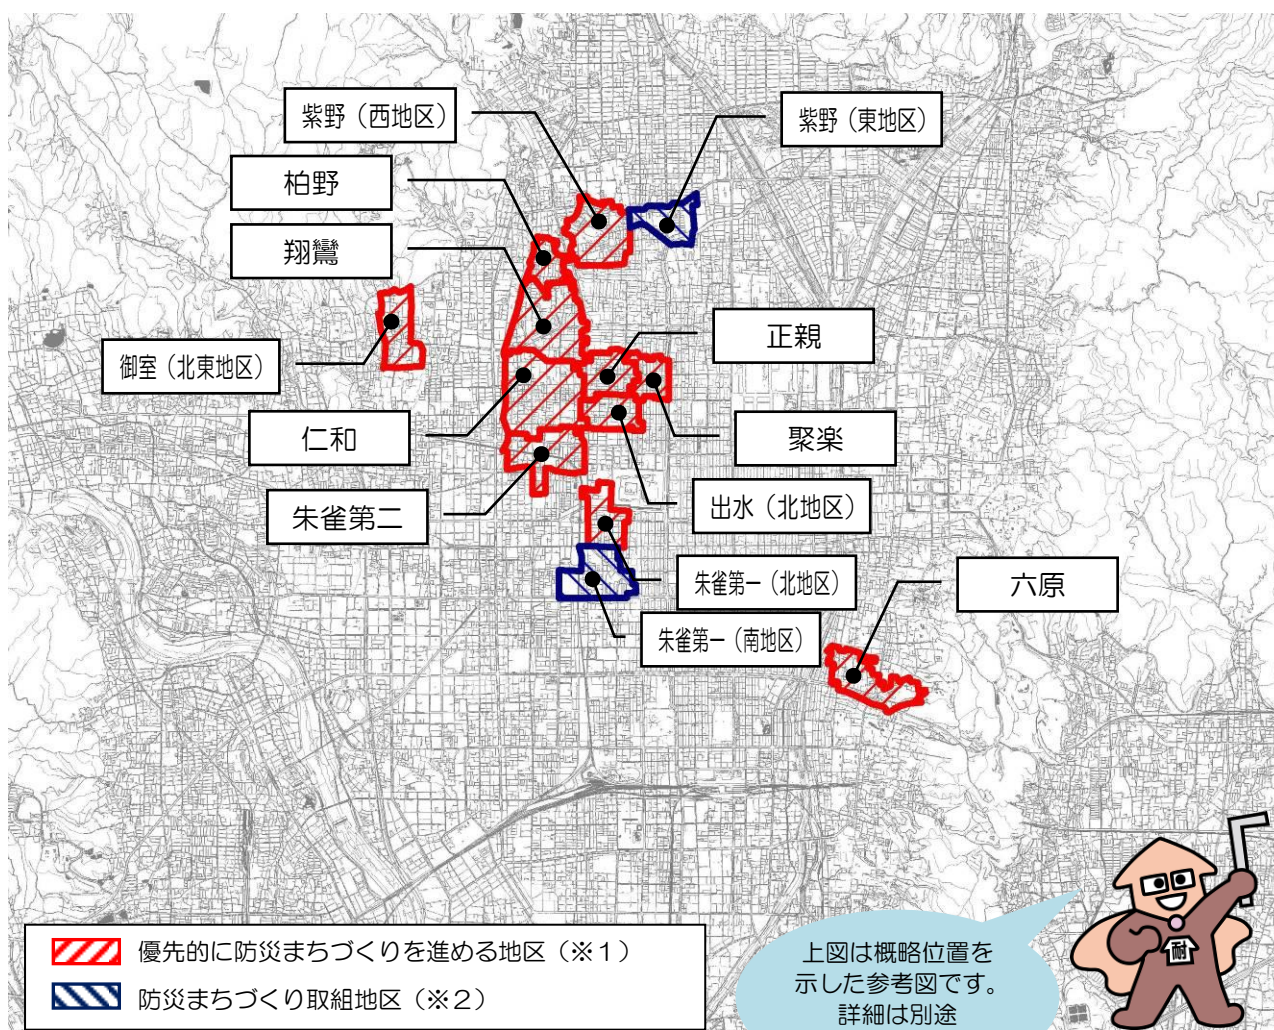 紫野（西地区）
紫野（東地区）
柏野
翔鸞
正親
御室（北東地区）
仁和
聚楽
朱雀第二
出水（北地区）
朱雀第一（北地区）
六原
朱雀第一（南地区）
優先的に防災まちづくりを進める地区（※１）
防災まちづくり取組地区（※２）
上図は概略位置を
示した参考図です。
詳細は別途
耐